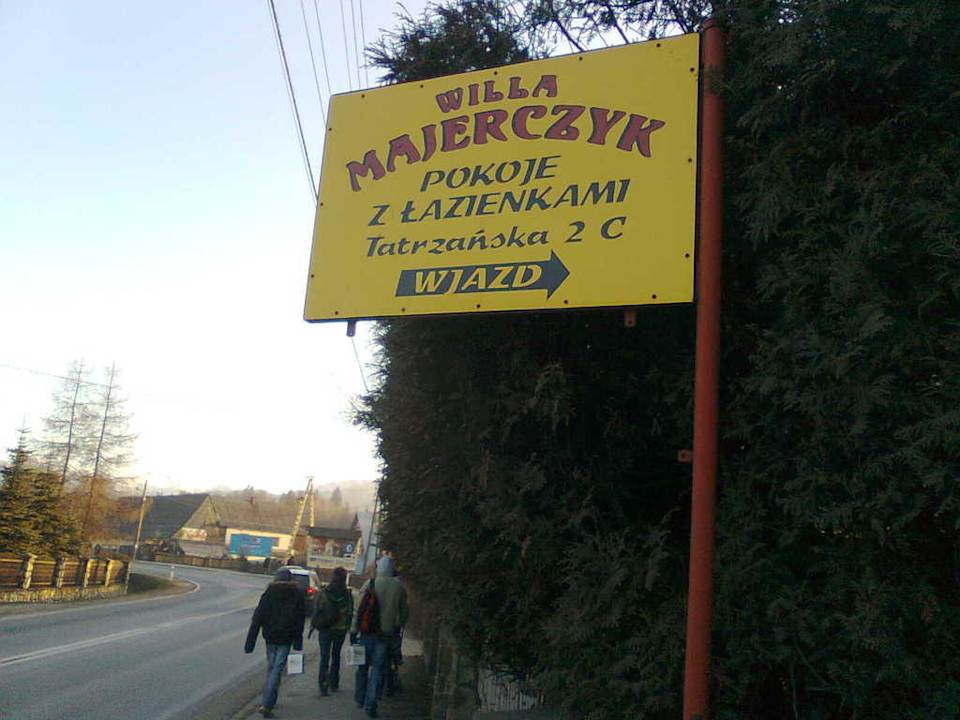 WILLA
MAJERCZYK
POKOJE
Z ŁAZIENKAMI
Tatrzańska 2 C
WJAZD